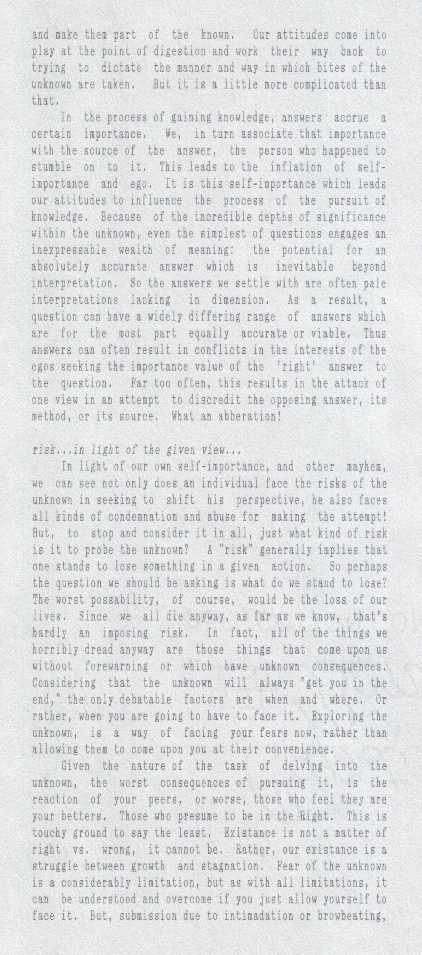 and make them part of the known. Our attitudes come into
play at the point of digestion and work their way back to
trying to dictate the manner and way in which bites of the
unknown are taken. But it is a little more complicated than
that.
In the process of gaining knowledge, answers accrue a
certain importance. We, in turn associate that importance
with the source of the answer, the person who happened to
stumble on to it. This leads to the inflation of self-
importance and ego. It is this self-importance which leads
our attitudes to influence the process of the pursuit of
knowledge. Because of the incredible depths of significance
within the unknown, even the simplest of questions engages an
inexpressable wealth of meaning: the potential for an
absolutely accurate answer which is inevitable beyond
interpretation. So the answers we settle with are often pale
interpretations lacking in dimension. As a result, a
question can have a widely differing range of answers which
are for the most part equally accurate or viable. Thus
answers can often result in conflicts in the interests of the
egos seeking the importance value of the 'right' answer to
the question. Far too often, this results in the attack of
one view in an attempt to discredit the opposing answer, its
method, or its source. What an abberation!
risk...in light of the given view...
In light of our own self-importance, and other mayhem,
we can see not only does an individual face the risks of the
unknown in seeking to shift his perspective, he also faces
all kinds of condemnation and abuse for making the attempt!
But, to stop and consider it in all, just what kind of risk
is it to probe the unknown? A "risk" generally implies that
one stands to lose something in a given action. So perhaps
the question we should be asking is what do we stand to lose?
The worst possability, of course, would be the loss of our
lives. Since we all die anyway, as far as we know, that's
hardly an imposing risk. In fact, all of the things we
horribly dread anyway are those things that come upon us
without forewarning or which have unknown consequences.
Considering that the unknown will always "get you in the
end," the only debatable factors are when and where. Or
rather, when you are going to have to face it. Exploring the
unknown, is a way of facing your fears now, rather than
allowing them to come upon you at their convenience.
Given the nature of the task of delving into the
unknown, the worst consequences of pursuing it, is the
reaction of your peers, or worse, those who feel they are
your betters. Those who presume to be in the Right. This is
touchy ground to say the least. Existance is not a matter of
right vs. wrong, it cannot be. Rather, our existance is a
struggle between growth and stagnation. Fear of the unknown
is a considerably limitation, but as with all limitations, it
can be understood and overcome if you just allow yourself to
face it. But, submission due to intimadation or browbeating,